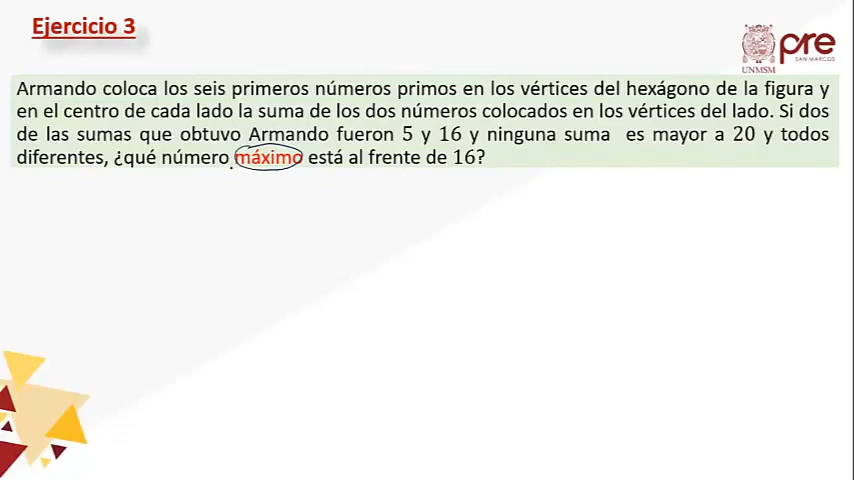 Ejercicio 3
UNMSM
pre
SAN MARCOS
Armando coloca los seis primeros números primos en los vértices del hexágono de la figura y
en el centro de cada lado la suma de los dos números colocados en los vértices del lado. Si dos
de las sumas que obtuvo Armando fueron 5 y 16 y ninguna suma es mayor a 20 y todos
diferentes, ¿qué número máximo está al frente de 16?